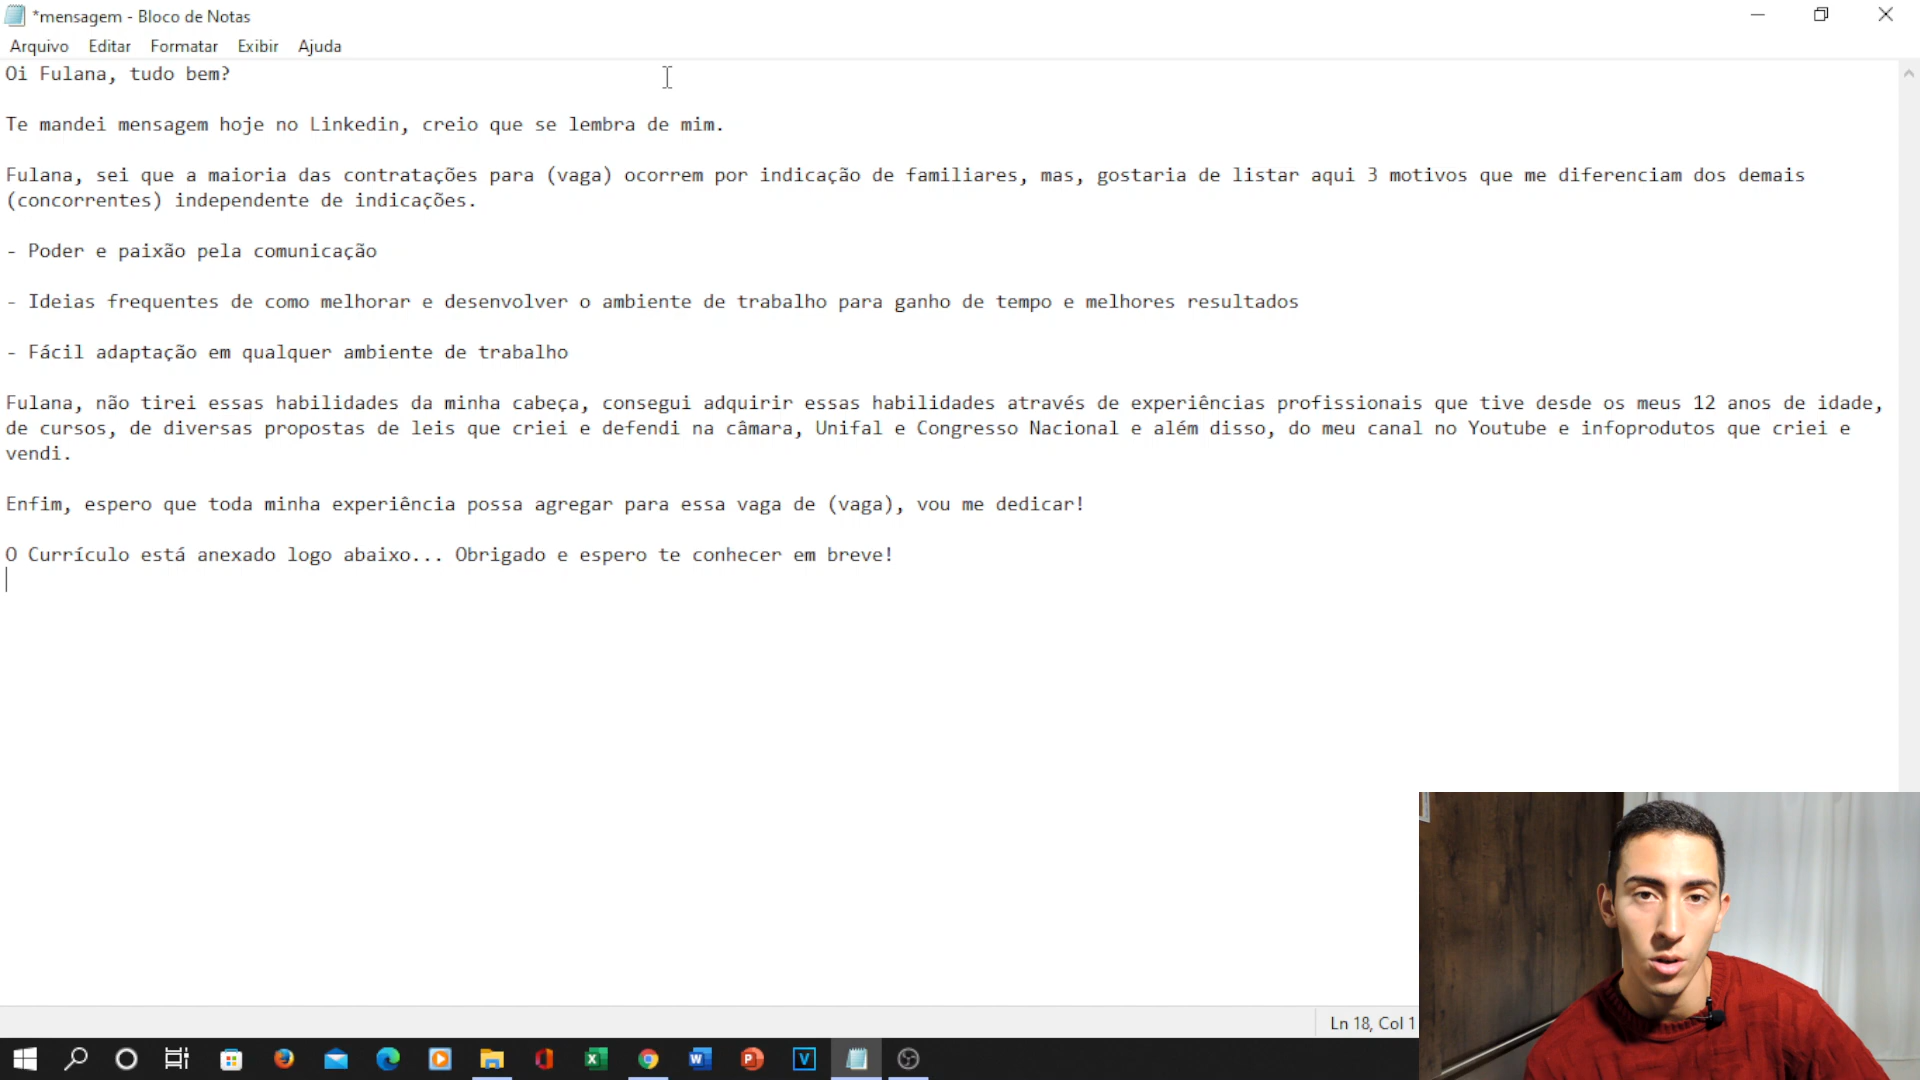 *mensagem - Bloco de Notas
Arquivo Editar Formatar Exibir Ajuda
Oi Fulana, tudo bem?
Te mandei mensagem hoje no Linkedin, creio que se lembra de mim.
Fulana, sei que a maioria das contratações para (vaga) ocorrem por indicação de familiares, mas, gostaria de listar aqui 3 motivos que me diferenciam dos demais
(concorrentes) independente de indicações.
- Poder e paixão pela comunicação
- Ideias frequentes de como melhorar e desenvolver o ambiente de trabalho para ganho de tempo e melhores resultados
- Fácil adaptação em qualquer ambiente de trabalho
Fulana, não tirei essas habilidades da minha cabeça, consegui adquirir essas habilidades através de experiências profissionais que tive desde os meus 12 anos de idade,
de cursos, de diversas propostas de leis que criei e defendi na câmara, Unifal e Congresso Nacional e além disso, do meu canal no Youtube e infoprodutos que criei e
vendi.
Enfim, espero que toda minha experiência possa agregar para essa vaga de (vaga), vou me dedicar!
O Currículo está anexado logo abaixo... Obrigado e espero te conhecer em breve!
Ln 18, Col 1